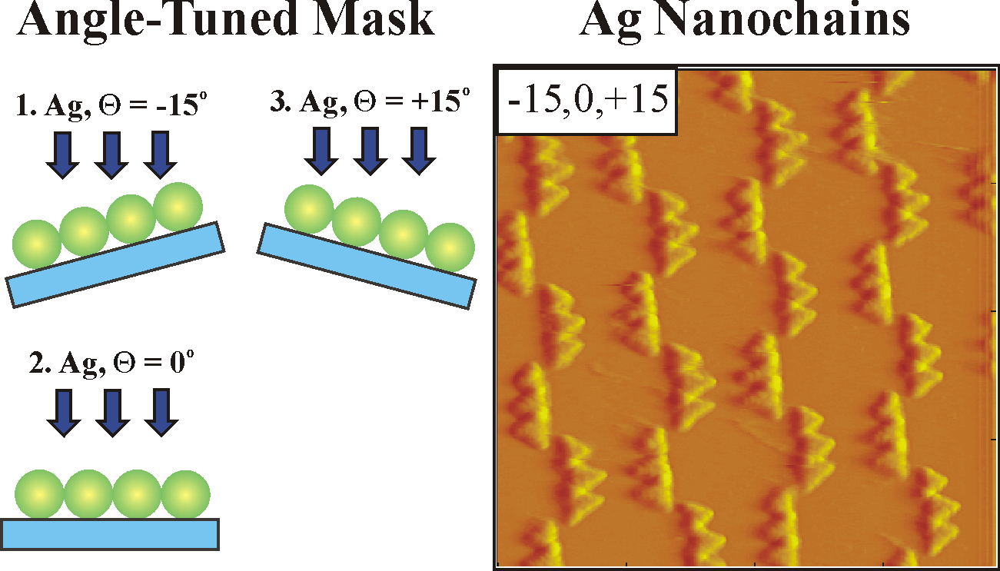 Angle-Tuned Mask
Ag Nanochains
1. Ag, Θ = -15°
3. Ag, Θ = +15°
-15,0,+15
2. Ag, Θ = 0°